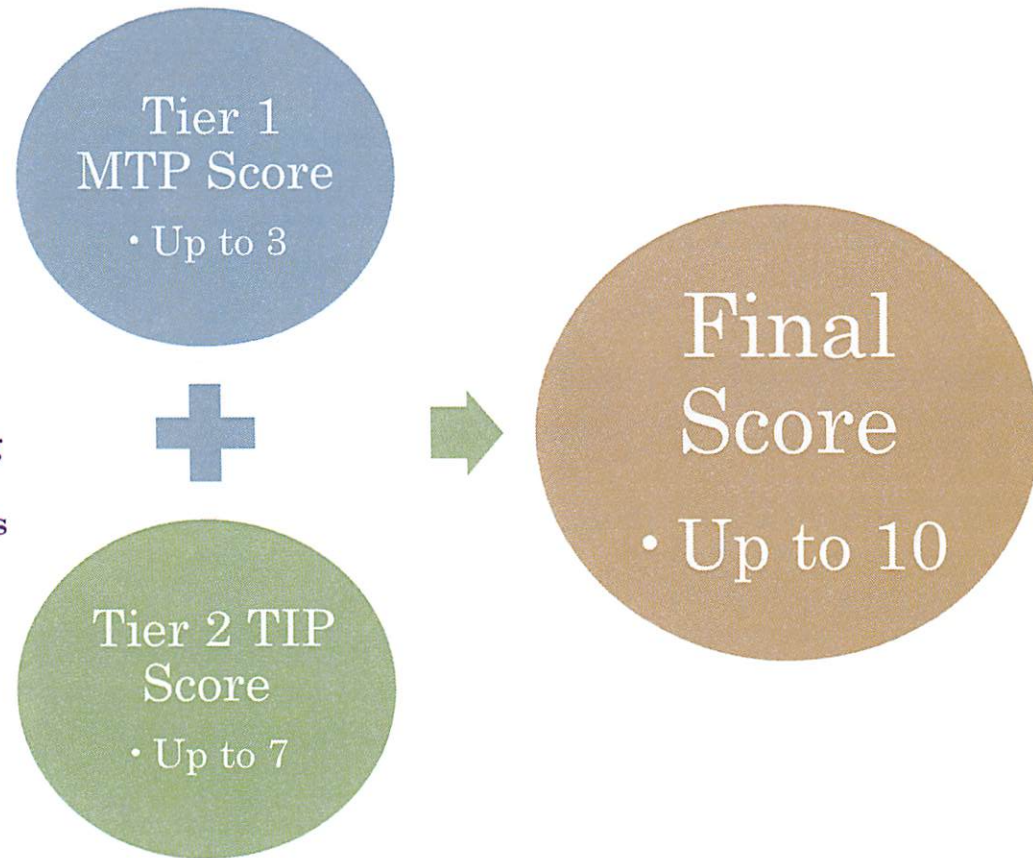 Tier 1
MTP Score
• Up to 3
Tier 2 TIP
Score
• Up to 7
Final
Score
• Up to 10